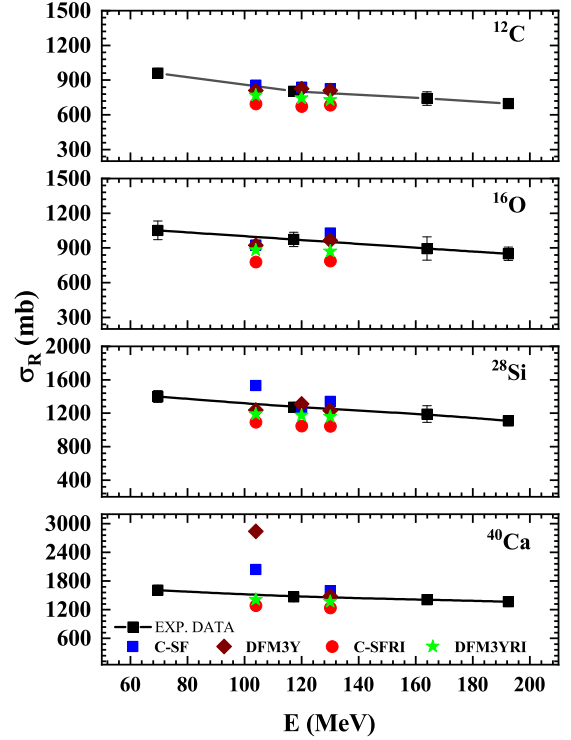 1500
1200
900
600
300
¹²C
1500
1200
900
600
300
¹⁶O
2000
1600
1200
800
400
²⁸Si
3000
2400
1800
1200
600
⁴⁰Ca
EXP. DATA
C-SF DFM3Y C-SFRI DFM3YRI
60 80 100 120 140 160 180 200
E (MeV)
σ_R (mb)